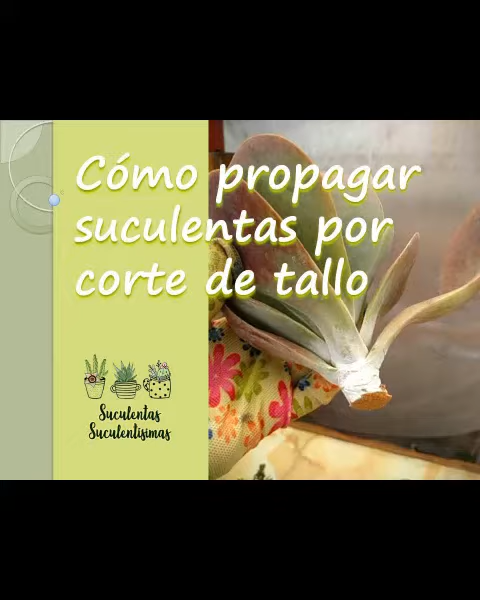 Cómo propagar
suculentas por
corte de tallo
Suculentas
Suculentísimas